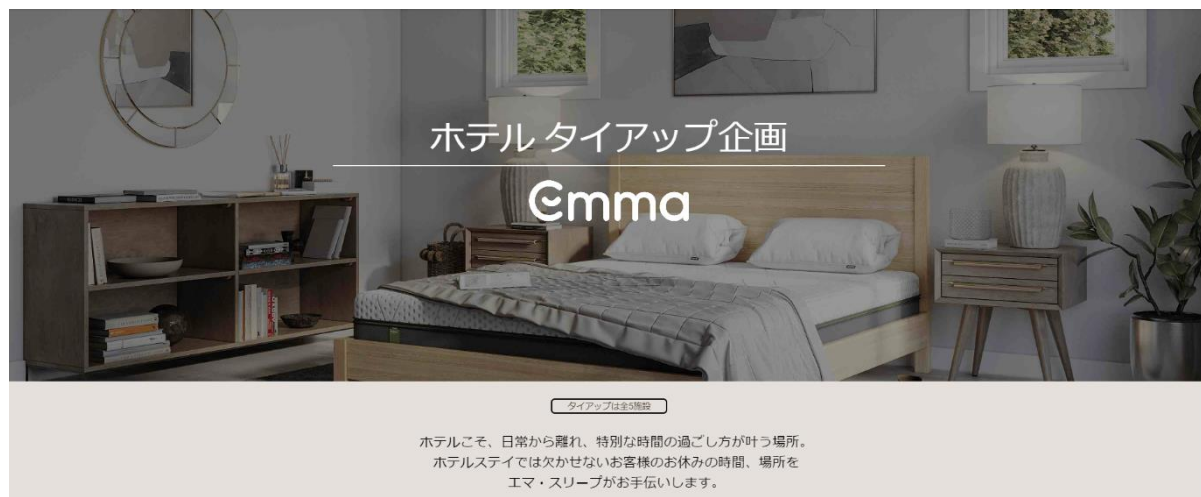 ホテル タイアップ企画
emma
タイアップは全5施設
ホテルこそ、日常から離れ、特別な時間の過ごし方が叶う場所。
ホテルステイでは欠かせないお客様のお休みの時間、場所を
エマ・スリープがお手伝いします。